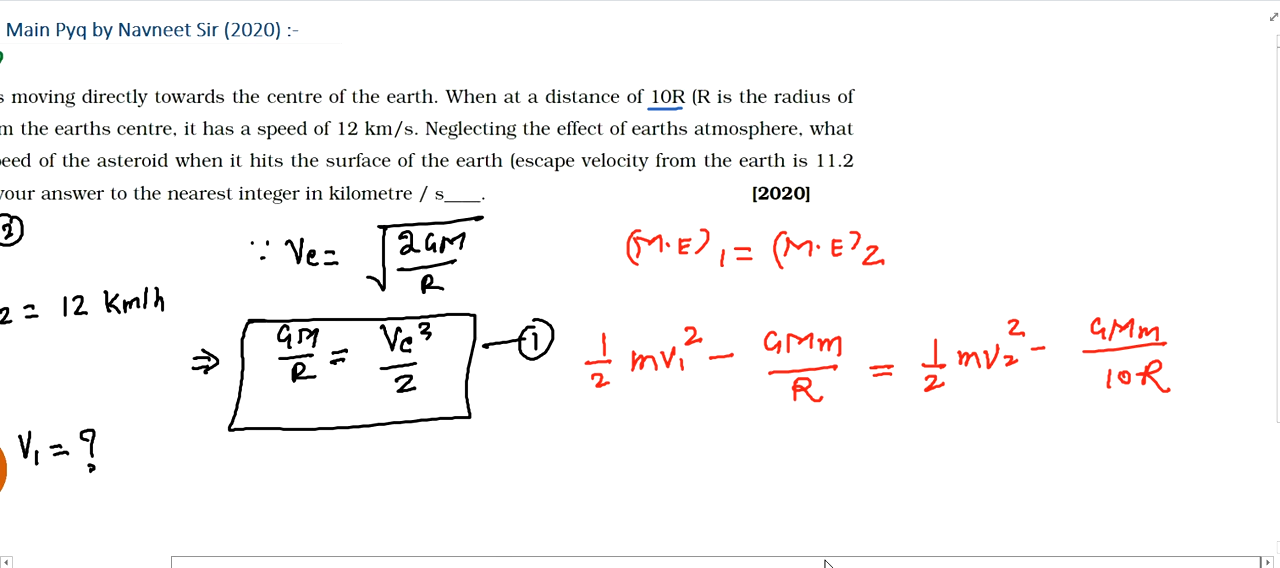 Main Pyq by Navneet Sir (2020) :-
s moving directly towards the centre of the earth. When at a distance of 10R (R is the radius of
m the earths centre, it has a speed of 12 km/s. Neglecting the effect of earths atmosphere, what
eed of the asteroid when it hits the surface of the earth (escape velocity from the earth is 11.2
your answer to the nearest integer in kilometre / s____. [2020]
2
∵ Ve = √(2GM/R)
(M.E)1 = (M.E)2
2 = 12 Km/h
⇒ GM/R = Ve³/2 —①
1/2 mv1² - GMm/R = 1/2 mv2² - GMm/10R
V1 = ?